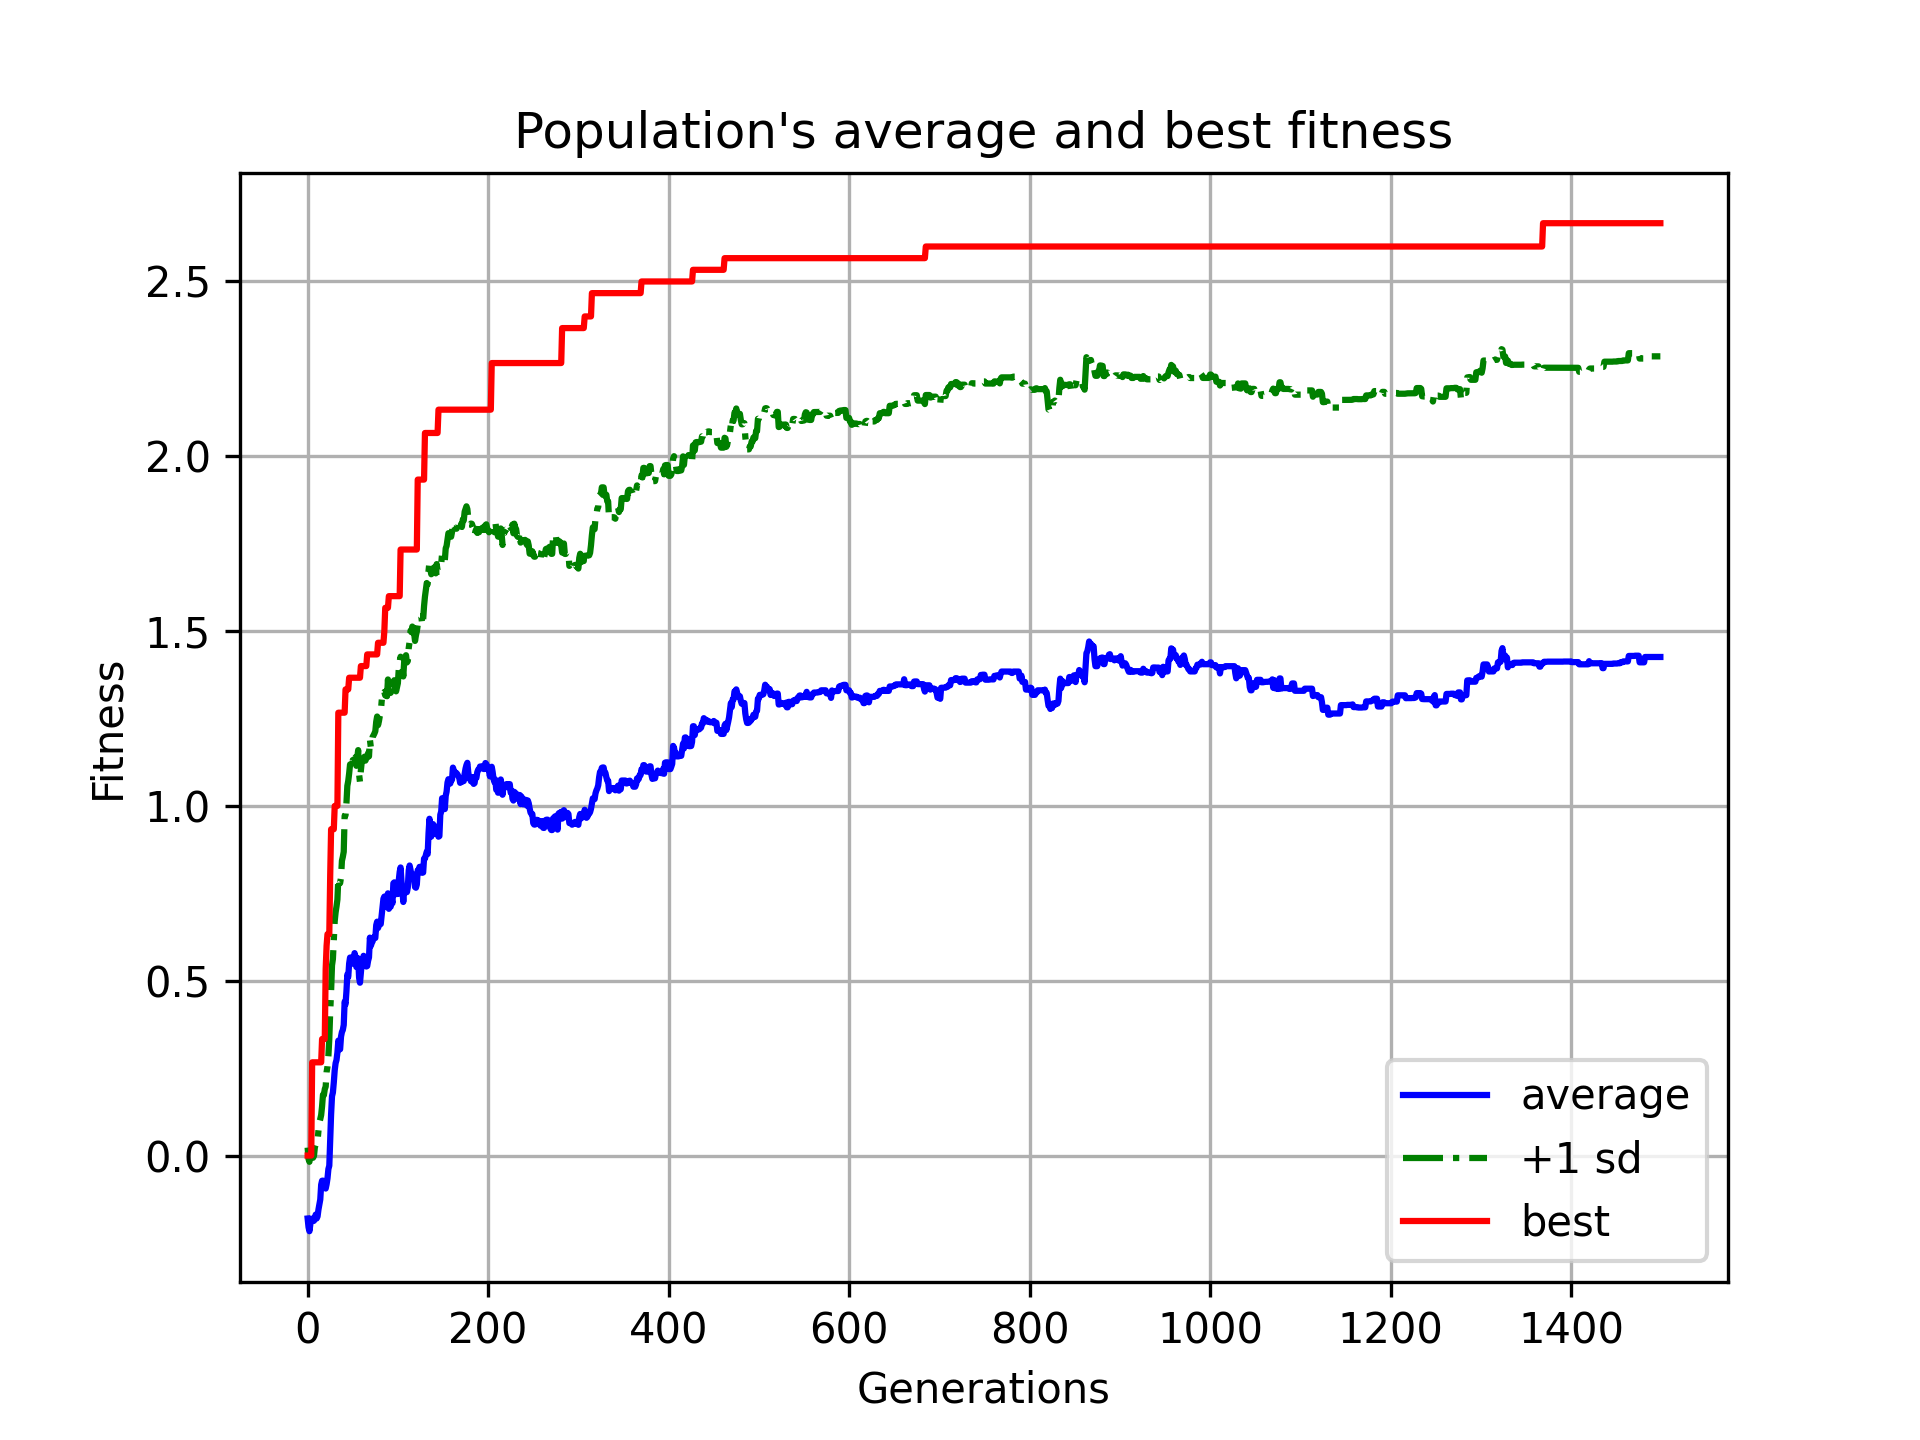 Population's average and best fitness
Fitness
2.5
2.0
1.5
1.0
0.5
0.0
average
+1 sd
best
0 200 400 600 800 1000 1200 1400
Generations